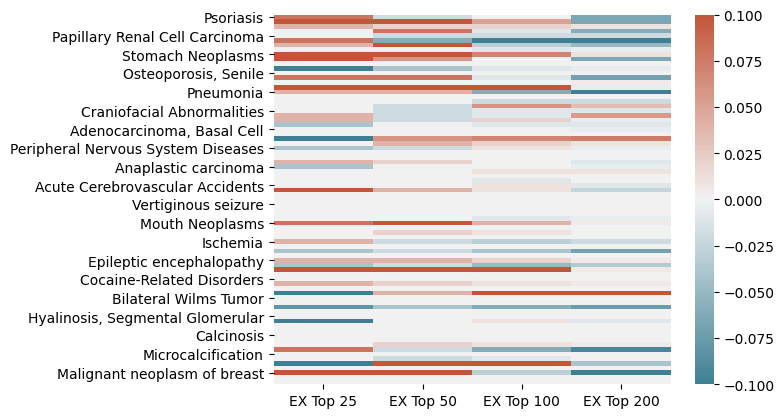 Psoriasis
Papillary Renal Cell Carcinoma
Stomach Neoplasms
Osteoporosis, Senile
Pneumonia
Craniofacial Abnormalities
Adenocarcinoma, Basal Cell
Peripheral Nervous System Diseases
Anaplastic carcinoma
Acute Cerebrovascular Accidents
Vertiginous seizure
Mouth Neoplasms
Ischemia
Epileptic encephalopathy
Cocaine-Related Disorders
Bilateral Wilms Tumor
Hyalinosis, Segmental Glomerular
Calcinosis
Microcalcification
Malignant neoplasm of breast
EX Top 25 EX Top 50 EX Top 100 EX Top 200
0.100
0.075
0.050
0.025
0.000
−0.025
−0.050
−0.075
−0.100